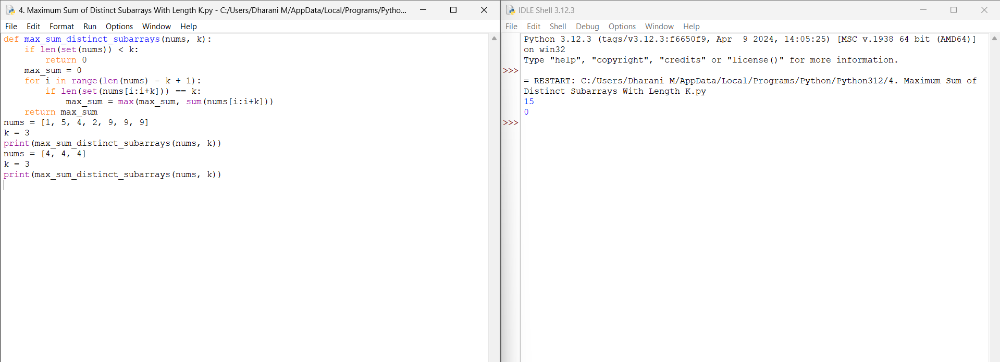 4. Maximum Sum of Distinct Subarrays With Length K.py - C:/Users/Dharani M/AppData/Local/Programs/Pytho...
File Edit Format Run Options Window Help
def max_sum_distinct_subarrays(nums, k):
    if len(set(nums)) < k:
        return 0
    max_sum = 0
    for i in range(len(nums) - k + 1):
        if len(set(nums[i:i+k])) == k:
            max_sum = max(max_sum, sum(nums[i:i+k]))
    return max_sum
nums = [1, 5, 4, 2, 9, 9, 9]
k = 3
print(max_sum_distinct_subarrays(nums, k))
nums = [4, 4, 4]
k = 3
print(max_sum_distinct_subarrays(nums, k))
IDLE Shell 3.12.3
File Edit Shell Debug Options Window Help
Python 3.12.3 (tags/v3.12.3:f6650f9, Apr  9 2024, 14:05:25) [MSC v.1938 64 bit (AMD64)]
on win32
Type "help", "copyright", "credits" or "license()" for more information.
>>>
= RESTART: C:/Users/Dharani M/AppData/Local/Programs/Python/Python312/4. Maximum Sum of
Distinct Subarrays With Length K.py
15
0
>>>